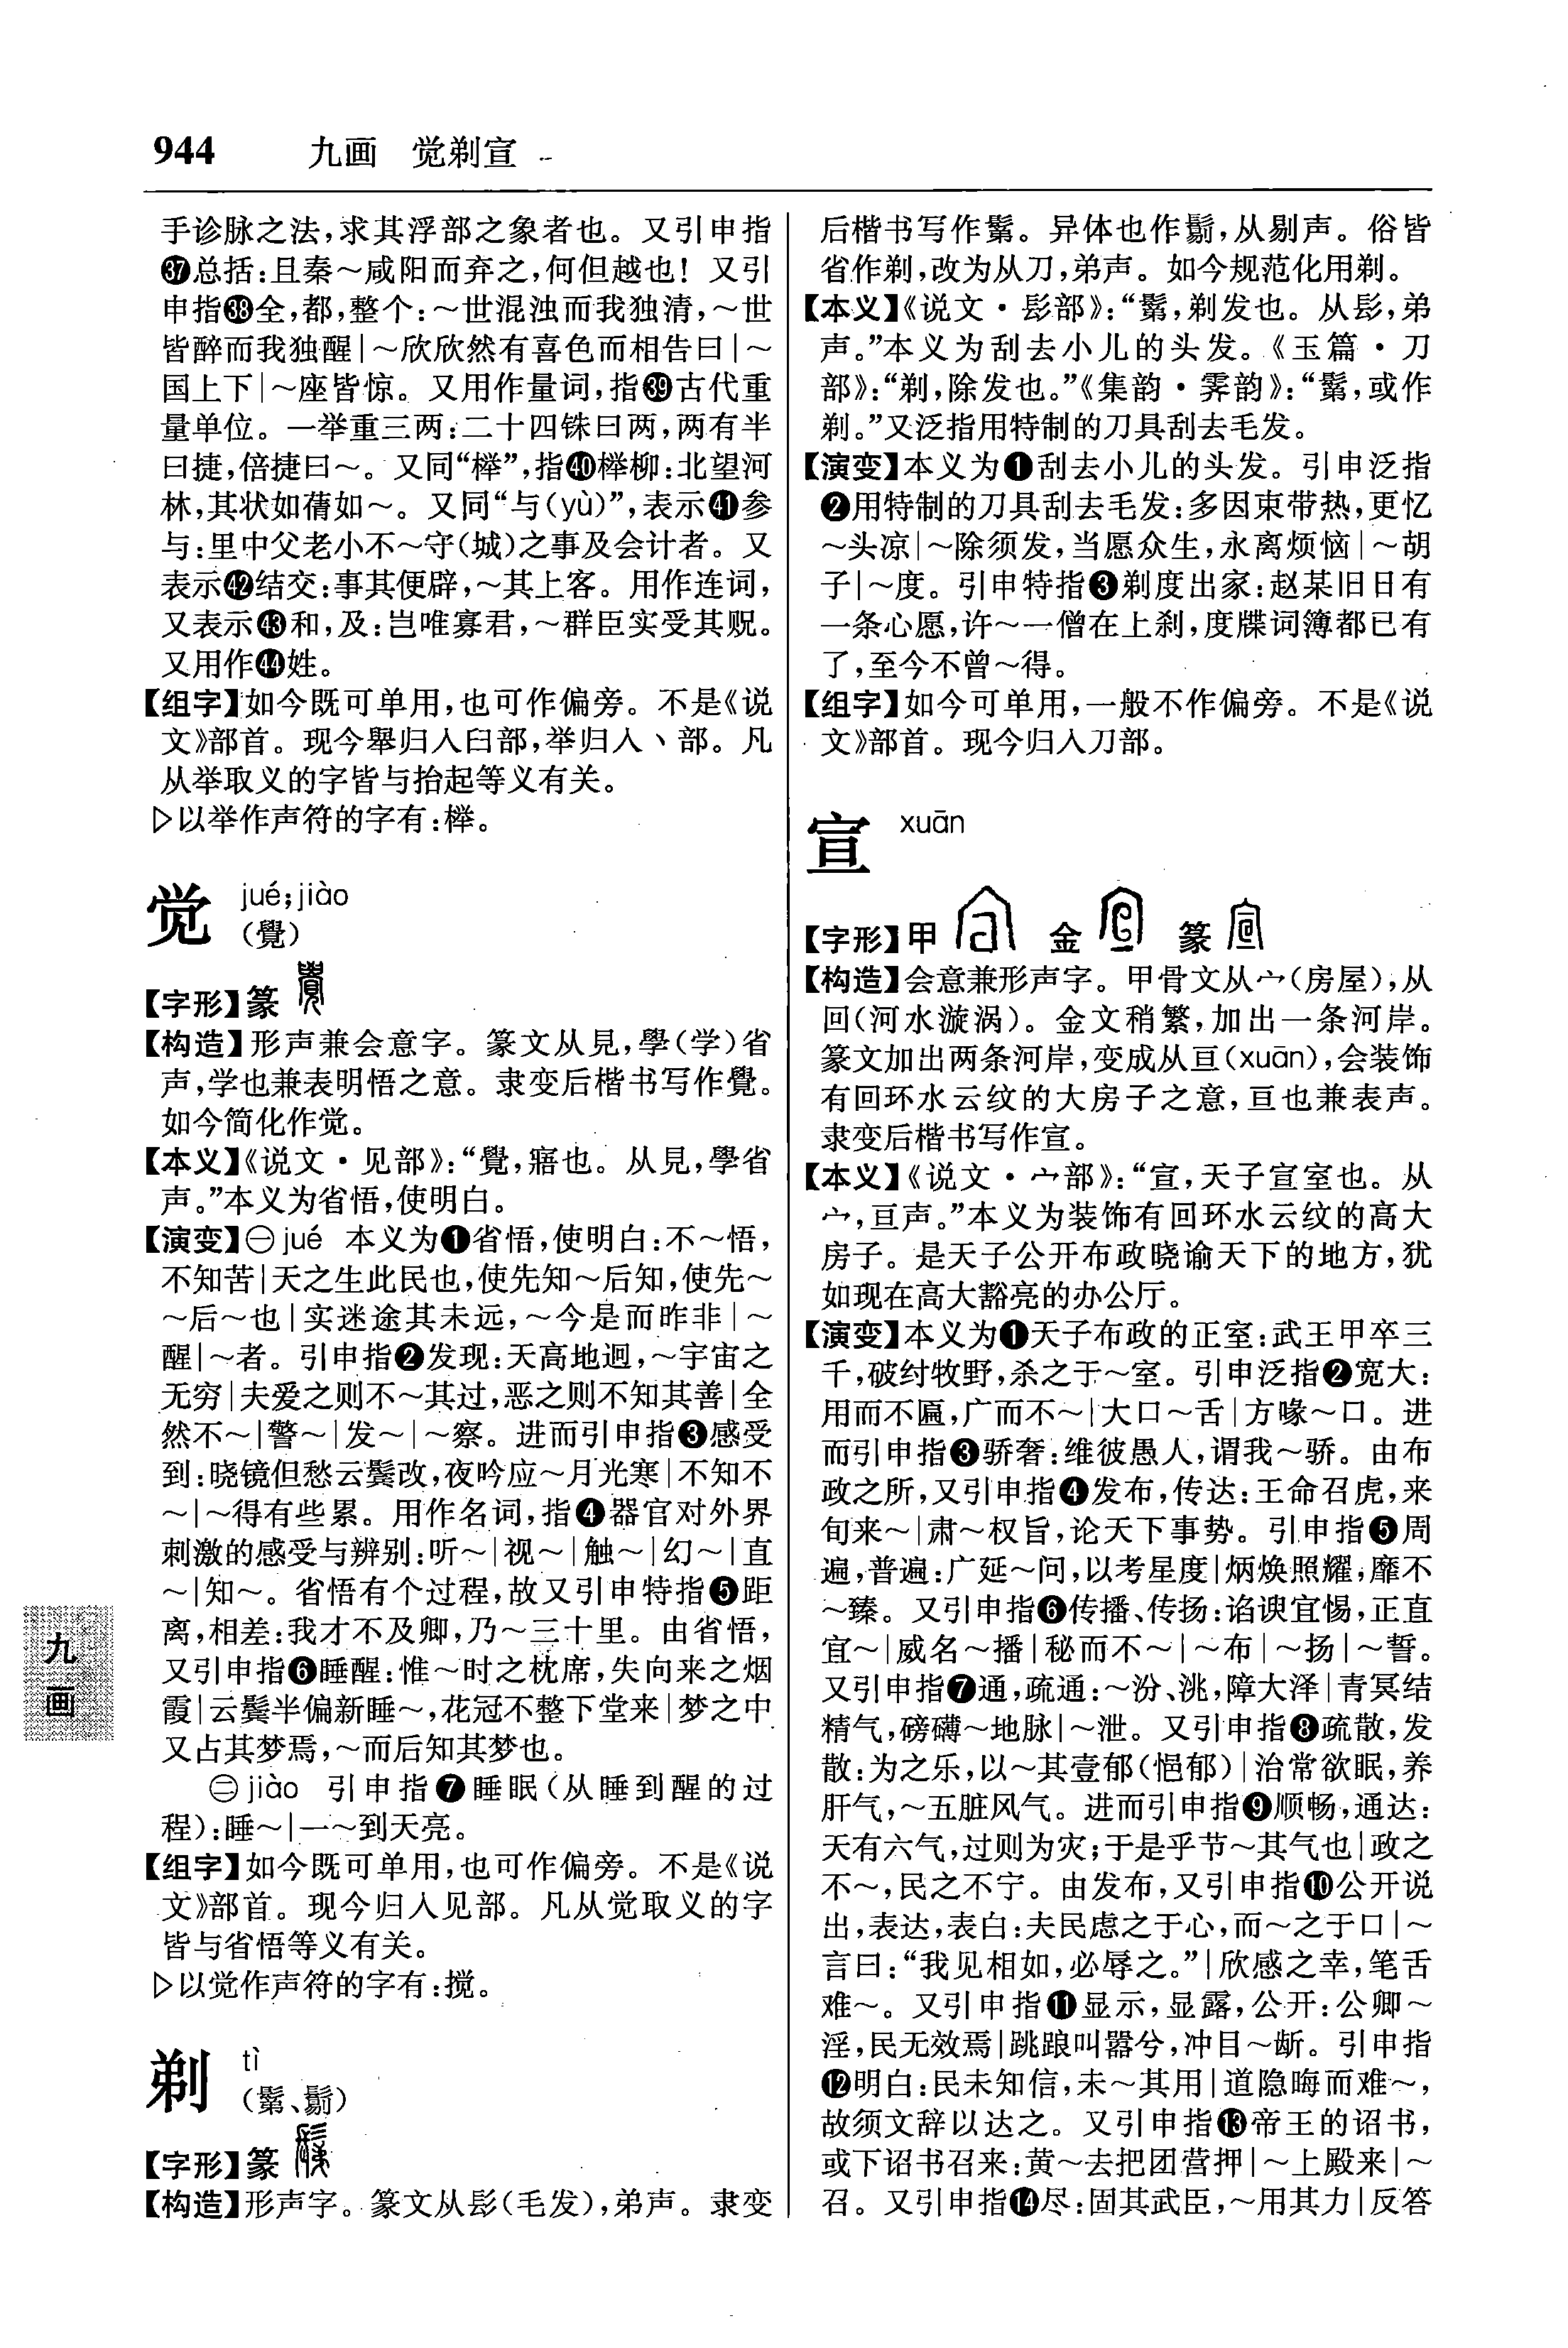 944 九画 觉剃宣
手诊脉之法，求其浮部之象者也。又引申指
㊲总括：且秦～咸阳而弃之，何但越也！又引
申指㊳全，都，整个：～世混浊而我独清，～世
皆醉而我独醒|～欣欣然有喜色而相告曰|～
国上下|～座皆惊。又用作量词，指㊴古代重
量单位。一举重三两：二十四铢曰两，两有半
曰捷，倍捷曰～。又同“榉”，指㊵榉柳：北望河
林，其状如蒨如～。又同“与(yù)”，表示㊶参
与：里中父老小不～守(城)之事及会计者。又
表示㊷结交：事其便辟，～其上客。用作连词，
又表示㊸和，及：岂唯寡君，～群臣实受其贶。
又用作㊹姓。
【组字】如今既可单用，也可作偏旁。不是《说
文》部首。现今舉归入臼部，举归入丶部。凡
从举取义的字皆与抬起等义有关。
▷以举作声符的字有：榉。
觉 jué；jiào
(覺)
【字形】篆
【构造】形声兼会意字。篆文从見，學(学)省
声，学也兼表明悟之意。隶变后楷书写作覺。
如今简化作觉。
【本义】《说文·见部》：“覺，寤也。从見，學省
声。”本义为省悟，使明白。
【演变】㊀jué 本义为❶省悟，使明白：不～悟，
不知苦|天之生此民也，使先知～后知，使先～
～后～也|实迷途其未远，～今是而昨非|～
醒|～者。引申指❷发现：天高地迥，～宇宙之
无穷|夫爱之则不～其过，恶之则不知其善|全
然不～|警～|发～|～察。进而引申指❸感受
到：晓镜但愁云鬓改，夜吟应～月光寒|不知不
～|～得有些累。用作名词，指❹器官对外界
刺激的感受与辨别：听～|视～|触～|幻～|直
～|知～。省悟有个过程，故又引申特指❺距
离，相差：我才不及卿，乃～三十里。由省悟，
又引申指❻睡醒：惟～时之枕席，失向来之烟
霞|云鬓半偏新睡～，花冠不整下堂来|梦之中
又占其梦焉，～而后知其梦也。
㊁jiào 引申指❼睡眠(从睡到醒的过
程)：睡～|一～到天亮。
【组字】如今既可单用，也可作偏旁。不是《说
文》部首。现今归入见部。凡从觉取义的字
皆与省悟等义有关。
▷以觉作声符的字有：搅。
剃 tì
(鬀、鬄)
【字形】篆
【构造】形声字。篆文从髟(毛发)，弟声。隶变
后楷书写作鬀。异体也作鬄，从剔声。俗皆
省作剃，改为从刀，弟声。如今规范化用剃。
【本义】《说文·髟部》：“鬀，剃发也。从髟，弟
声。”本义为刮去小儿的头发。《玉篇·刀
部》：“剃，除发也。”《集韵·霁韵》：“鬀，或作
剃。”又泛指用特制的刀具刮去毛发。
【演变】本义为❶刮去小儿的头发。引申泛指
❷用特制的刀具刮去毛发：多因束带热，更忆
～头凉|～除须发，当愿众生，永离烦恼|～胡
子|～度。引申特指❸剃度出家：赵某旧日有
一条心愿，许～一僧在上刹，度牒词簿都已有
了，至今不曾～得。
【组字】如今可单用，一般不作偏旁。不是《说
文》部首。现今归入刀部。
宣 xuān
【字形】甲 金 篆
【构造】会意兼形声字。甲骨文从宀(房屋)，从
回(河水漩涡)。金文稍繁，加出一条河岸。
篆文加出两条河岸，变成从亘(xuān)，会装饰
有回环水云纹的大房子之意，亘也兼表声。
隶变后楷书写作宣。
【本义】《说文·宀部》：“宣，天子宣室也。从
宀，亘声。”本义为装饰有回环水云纹的高大
房子。是天子公开布政晓谕天下的地方，犹
如现在高大豁亮的办公厅。
【演变】本义为❶天子布政的正室：武王甲卒三
千，破纣牧野，杀之于～室。引申泛指❷宽大：
用而不匾，广而不～|大口～舌|方喙～口。进
而引申指❸骄奢：维彼愚人，谓我～骄。由布
政之所，又引申指❹发布，传达：王命召虎，来
旬来～|肃～权旨，论天下事势。引申指❺周
遍，普遍：广延～问，以考星度|炳焕照耀，靡不
～臻。又引申指❻传播、传扬：谄谀宜惕，正直
宜～|威名～播|秘而不～|～布|～扬|～誓。
又引申指❼通，疏通：～汾、洮，障大泽|青冥结
精气，磅礴～地脉|～泄。又引申指❽疏散，发
散：为之乐，以～其壹郁(悒郁)|治常欲眠，养
肝气，～五脏风气。进而引申指❾顺畅，通达：
天有六气，过则为灾；于是乎节～其气也|政之
不～，民之不宁。由发布，又引申指❿公开说
出，表达，表白：夫民虑之于心，而～之于口|～
言曰：“我见相如，必辱之。”|欣感之幸，笔舌
难～。又引申指⓫显示，显露，公开：公卿～
淫，民无效焉|跳踉叫嚣兮，冲目～龂。引申指
⓬明白：民未知信，未～其用|道隐晦而难～，
故须文辞以达之。又引申指⓭帝王的诏书，
或下诏书召来：黄～去把团营押|～上殿来|～
召。又引申指⓮尽：固其武臣，～用其力|反答
九画